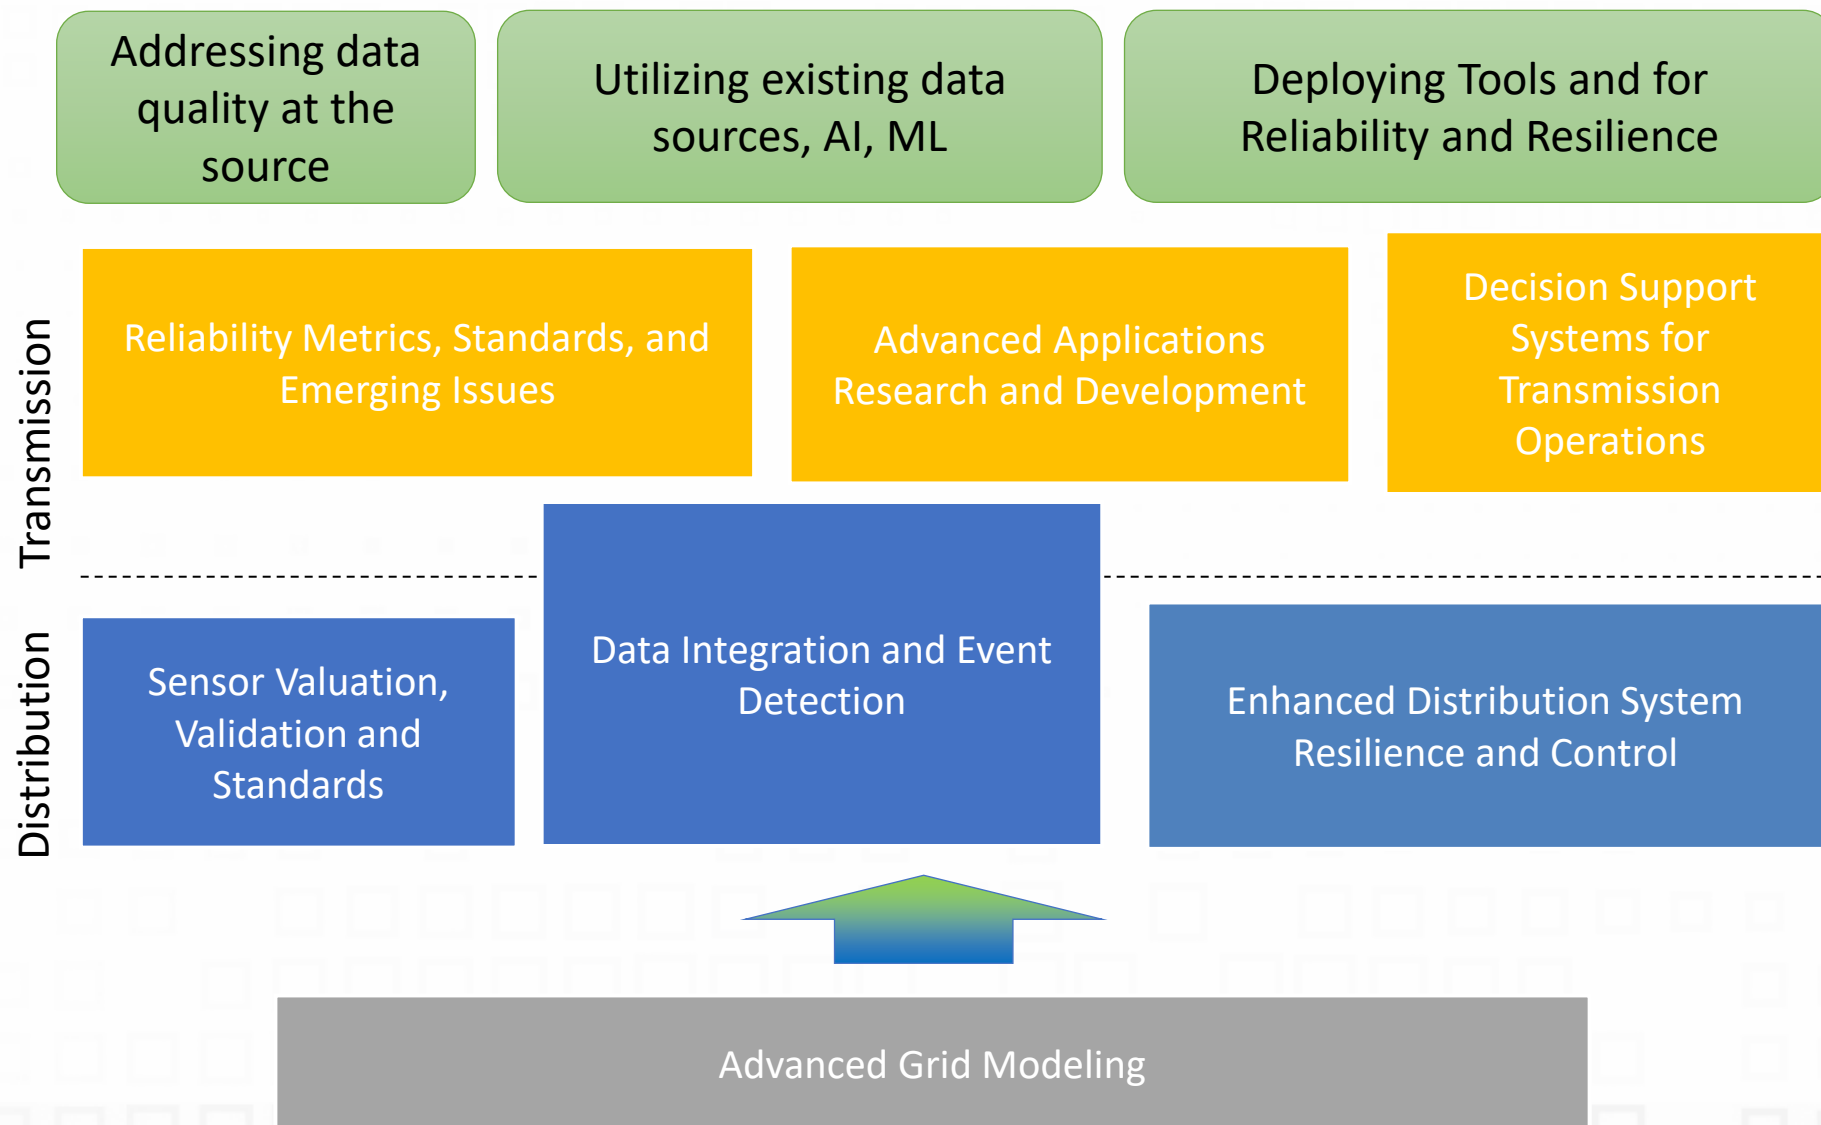 Addressing data
quality at the
source
Utilizing existing data
sources, AI, ML
Deploying Tools and for
Reliability and Resilience
Transmission
Reliability Metrics, Standards, and
Emerging Issues
Advanced Applications
Research and Development
Decision Support
Systems for
Transmission
Operations
Distribution
Sensor Valuation,
Validation and
Standards
Data Integration and Event
Detection
Enhanced Distribution System
Resilience and Control
Advanced Grid Modeling